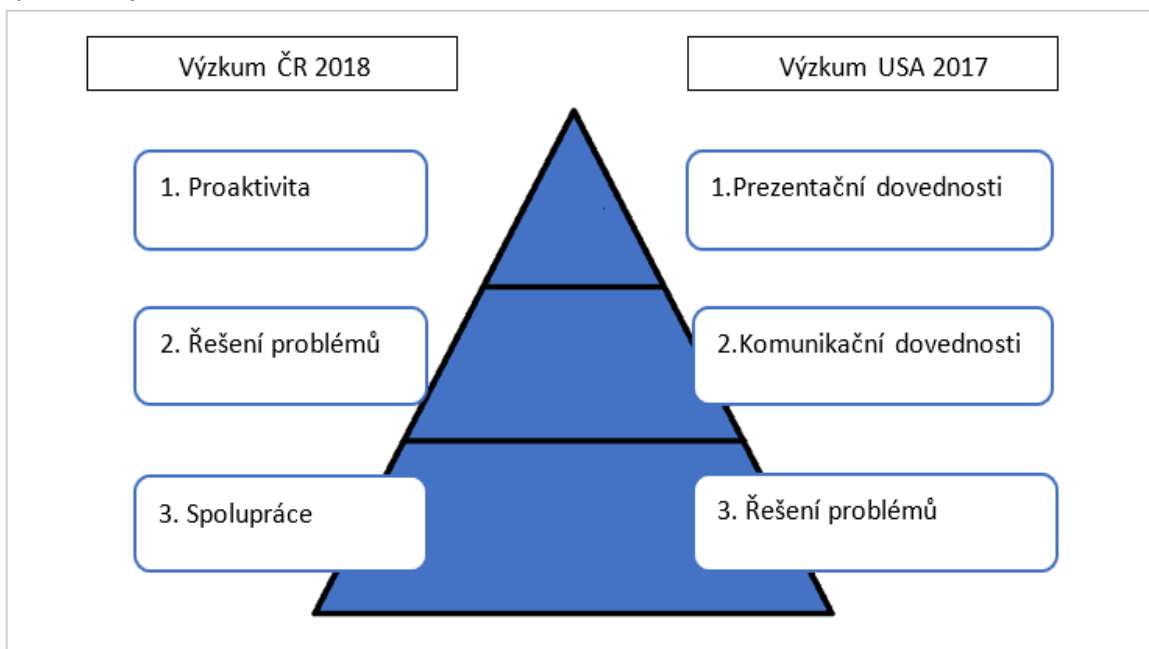 Výzkum ČR 2018
Výzkum USA 2017
1. Proaktivita
1.Prezentační dovednosti
2. Řešení problémů
2.Komunikační dovednosti
3. Spolupráce
3. Řešení problémů